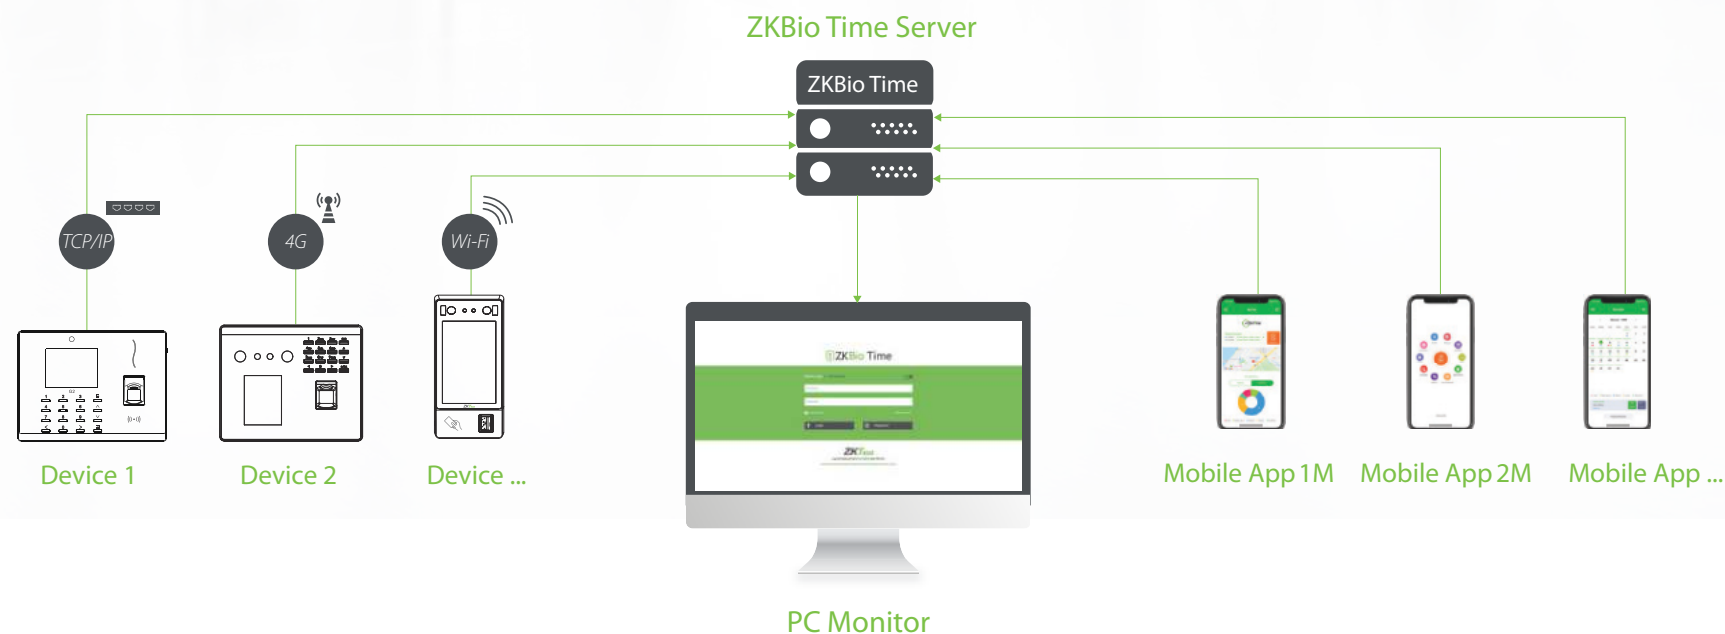 ZKBio Time Server
ZKBio Time
TCP/IP
4G
Wi-Fi
ZKBio Time
ZKTeco
Device 1
Device 2
Device ...
Mobile App 1M
Mobile App 2M
Mobile App ...
PC Monitor